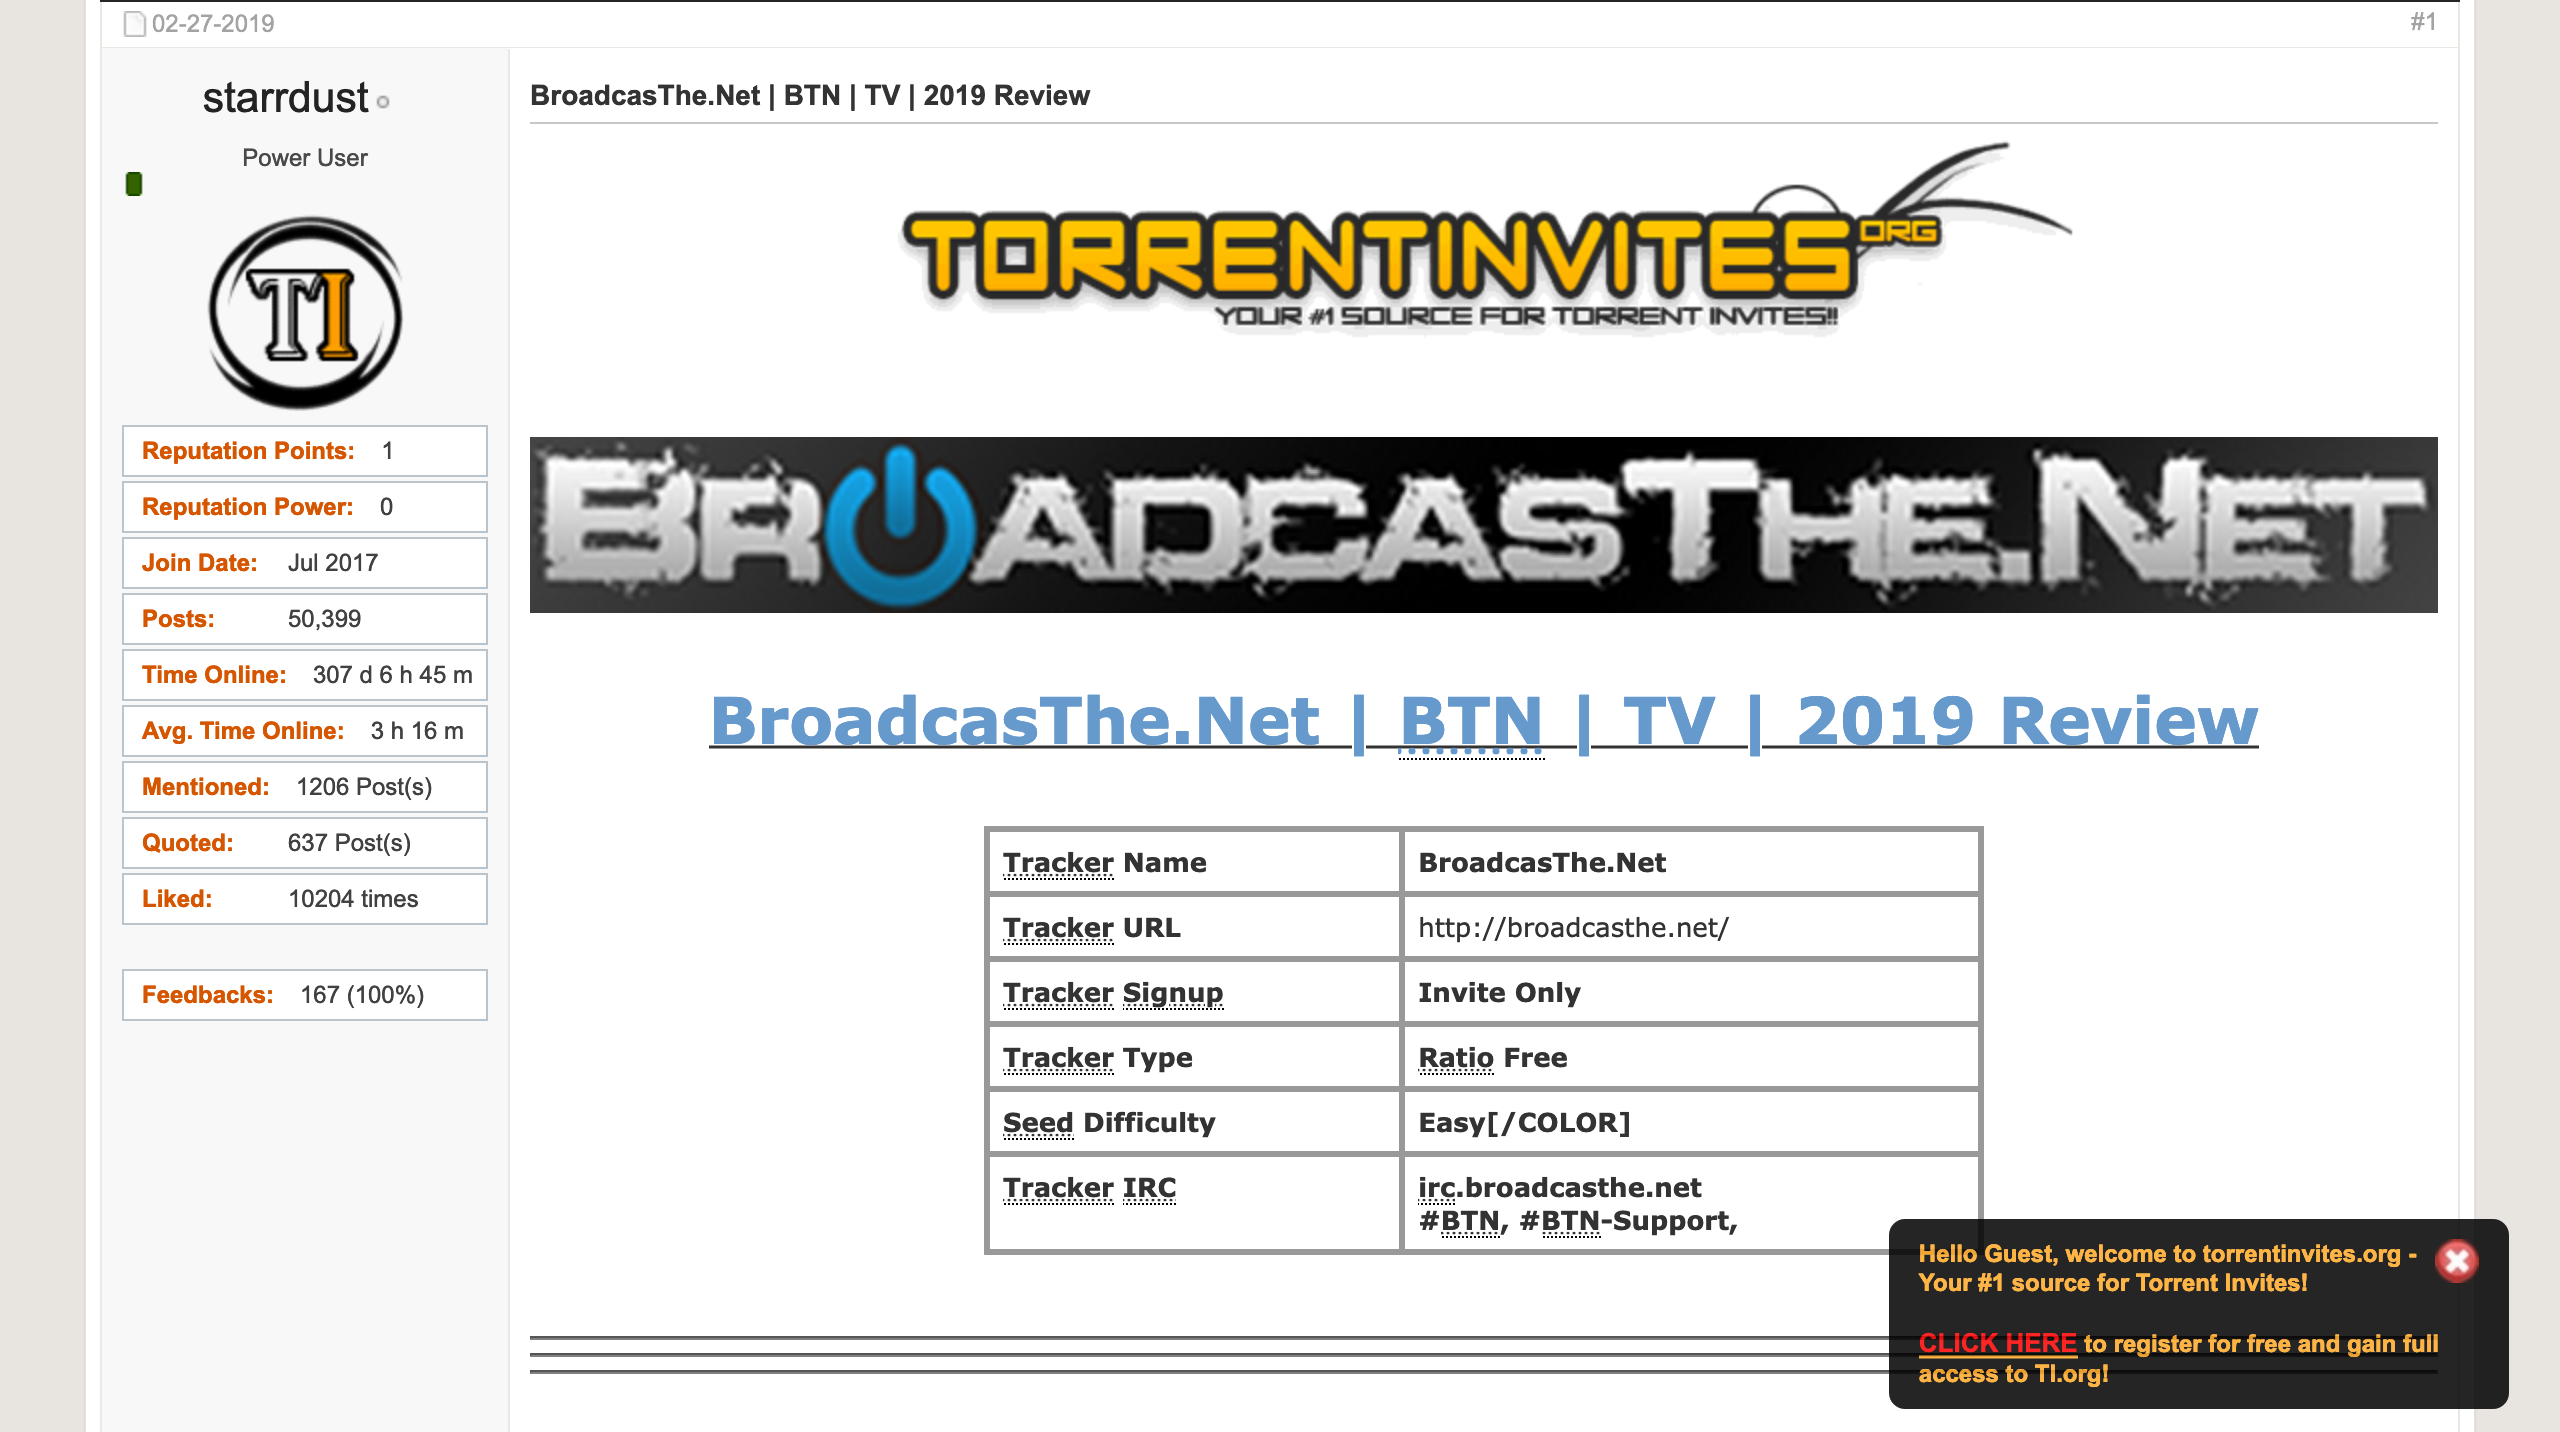 02-27-2019
#1
starrdust
Power User
TI
Reputation Points: 1
Reputation Power: 0
Join Date: Jul 2017
Posts: 50,399
Time Online: 307 d 6 h 45 m
Avg. Time Online: 3 h 16 m
Mentioned: 1206 Post(s)
Quoted: 637 Post(s)
Liked: 10204 times
Feedbacks: 167 (100%)
BroadcasThe.Net | BTN | TV | 2019 Review
TORRENTINVITES ORG
YOUR #1 SOURCE FOR TORRENT INVITES!!
BROADCASTHE.NET
BroadcasThe.Net | BTN | TV | 2019 Review
Tracker Name BroadcasThe.Net
Tracker URL http://broadcasthe.net/
Tracker Signup Invite Only
Tracker Type Ratio Free
Seed Difficulty Easy[/COLOR]
Tracker IRC irc.broadcasthe.net
#BTN, #BTN-Support,
Hello Guest, welcome to torrentinvites.org -
Your #1 source for Torrent Invites!
CLICK HERE to register for free and gain full
access to TI.org!